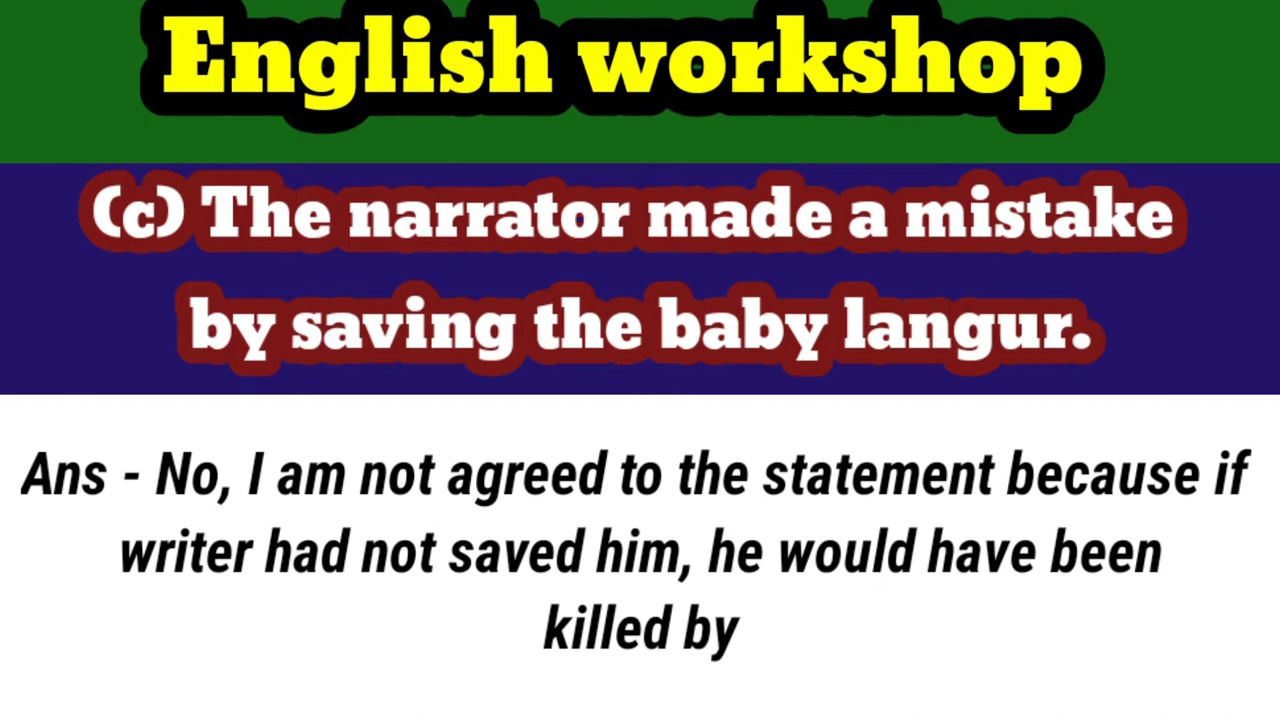 English workshop
(c) The narrator made a mistake
by saving the baby langur.
Ans - No, I am not agreed to the statement because if
writer had not saved him, he would have been
killed by